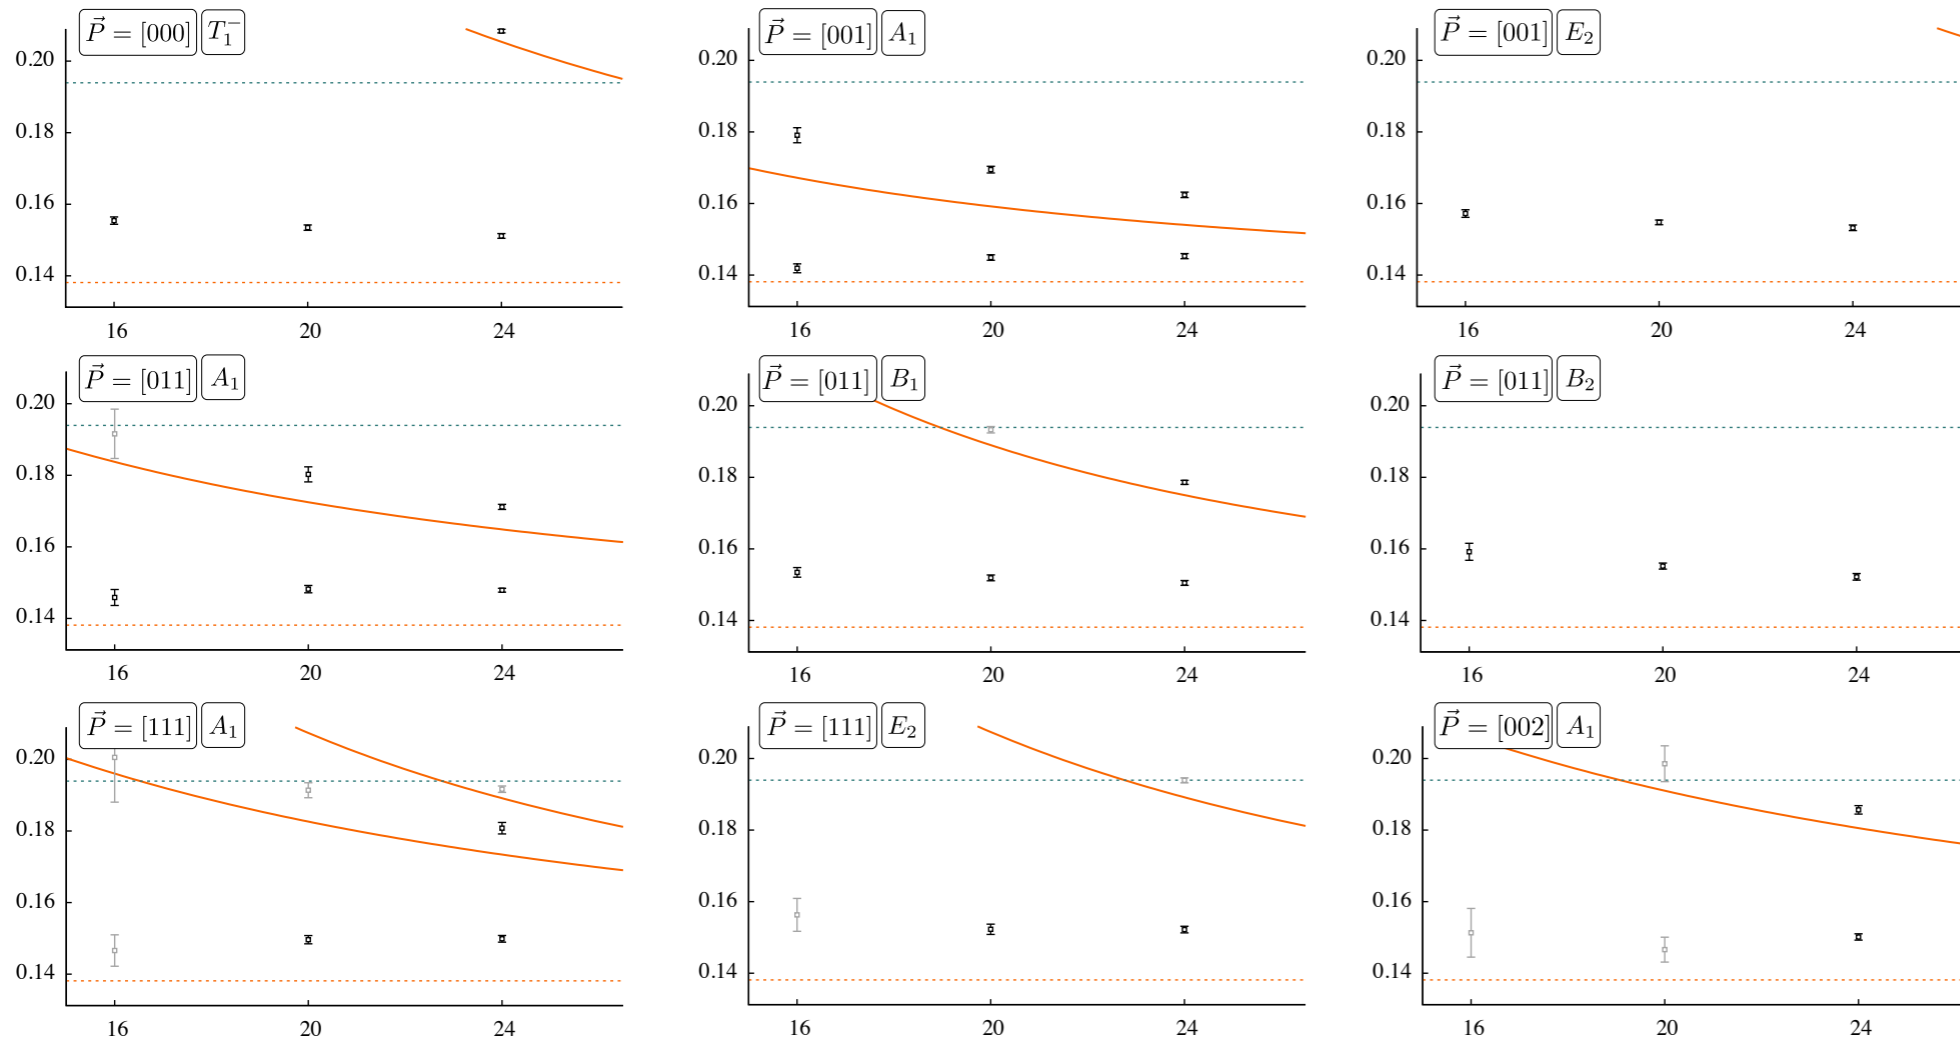 P⃗ = [000] T₁⁻
0.20
0.18
0.16
0.14
16 20 24
P⃗ = [001] A₁
0.20
0.18
0.16
0.14
16 20 24
P⃗ = [001] E₂
0.20
0.18
0.16
0.14
16 20 24
P⃗ = [011] A₁
0.20
0.18
0.16
0.14
16 20 24
P⃗ = [011] B₁
0.20
0.18
0.16
0.14
16 20 24
P⃗ = [011] B₂
0.20
0.18
0.16
0.14
16 20 24
P⃗ = [111] A₁
0.20
0.18
0.16
0.14
16 20 24
P⃗ = [111] E₂
0.20
0.18
0.16
0.14
16 20 24
P⃗ = [002] A₁
0.20
0.18
0.16
0.14
16 20 24